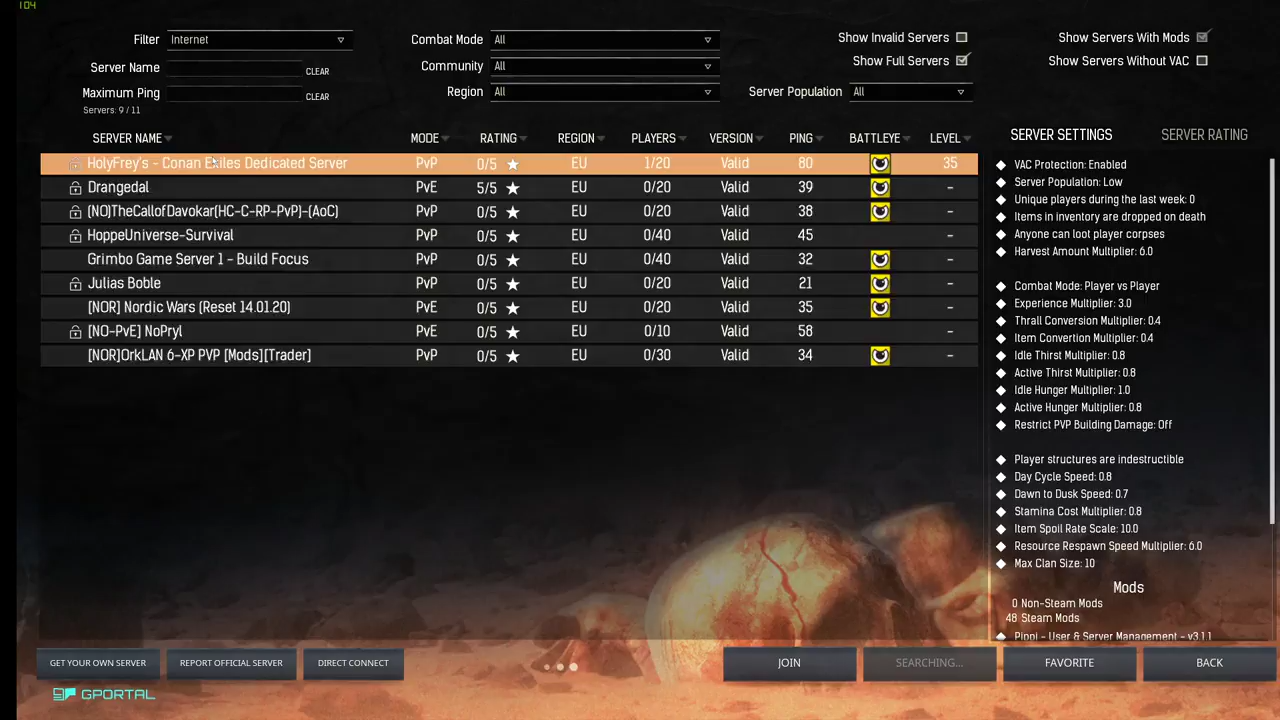 104
Filter Internet
Combat Mode All
Show Invalid Servers
Show Servers With Mods
Server Name CLEAR
Community All
Show Full Servers
Show Servers Without VAC
Maximum Ping CLEAR
Region All
Server Population All
Servers: 9 / 11
SERVER NAME MODE RATING REGION PLAYERS VERSION PING BATTLEYE LEVEL
HolyFrey's - Conan Exiles Dedicated Server PvP 0/5 EU 1/20 Valid 80 35
Drangedal PvE 5/5 EU 0/20 Valid 39 -
(NO)TheCallofDavokar(HC-C-RP-PvP)-(AoC) PvP 0/5 EU 0/20 Valid 38 -
HoppeUniverse-Survival PvP 0/5 EU 0/40 Valid 45 -
Grimbo Game Server 1 - Build Focus PvP 0/5 EU 0/40 Valid 32 -
Julias Boble PvP 0/5 EU 0/20 Valid 21 -
[NOR] Nordic Wars (Reset 14.01.20) PvE 0/5 EU 0/20 Valid 35 -
[NO-PvE] NoPryl PvE 0/5 EU 0/10 Valid 58 -
[NOR]OrkLAN 6-XP PVP [Mods][Trader] PvP 0/5 EU 0/30 Valid 34 -
SERVER SETTINGS SERVER RATING
VAC Protection: Enabled
Server Population: Low
Unique players during the last week: 0
Items in inventory are dropped on death
Anyone can loot player corpses
Harvest Amount Multiplier: 6.0
Combat Mode: Player vs Player
Experience Multiplier: 3.0
Thrall Conversion Multiplier: 0.4
Item Convertion Multiplier: 0.4
Idle Thirst Multiplier: 0.8
Active Thirst Multiplier: 0.8
Idle Hunger Multiplier: 1.0
Active Hunger Multiplier: 0.8
Restrict PVP Building Damage: Off
Player structures are indestructible
Day Cycle Speed: 0.8
Dawn to Dusk Speed: 0.7
Stamina Cost Multiplier: 0.8
Item Spoil Rate Scale: 10.0
Resource Respawn Speed Multiplier: 6.0
Max Clan Size: 10
Mods
0 Non-Steam Mods
48 Steam Mods
Pippi - User & Server Management - v3.1.1
GET YOUR OWN SERVER REPORT OFFICIAL SERVER DIRECT CONNECT JOIN SEARCHING... FAVORITE BACK
GPORTAL